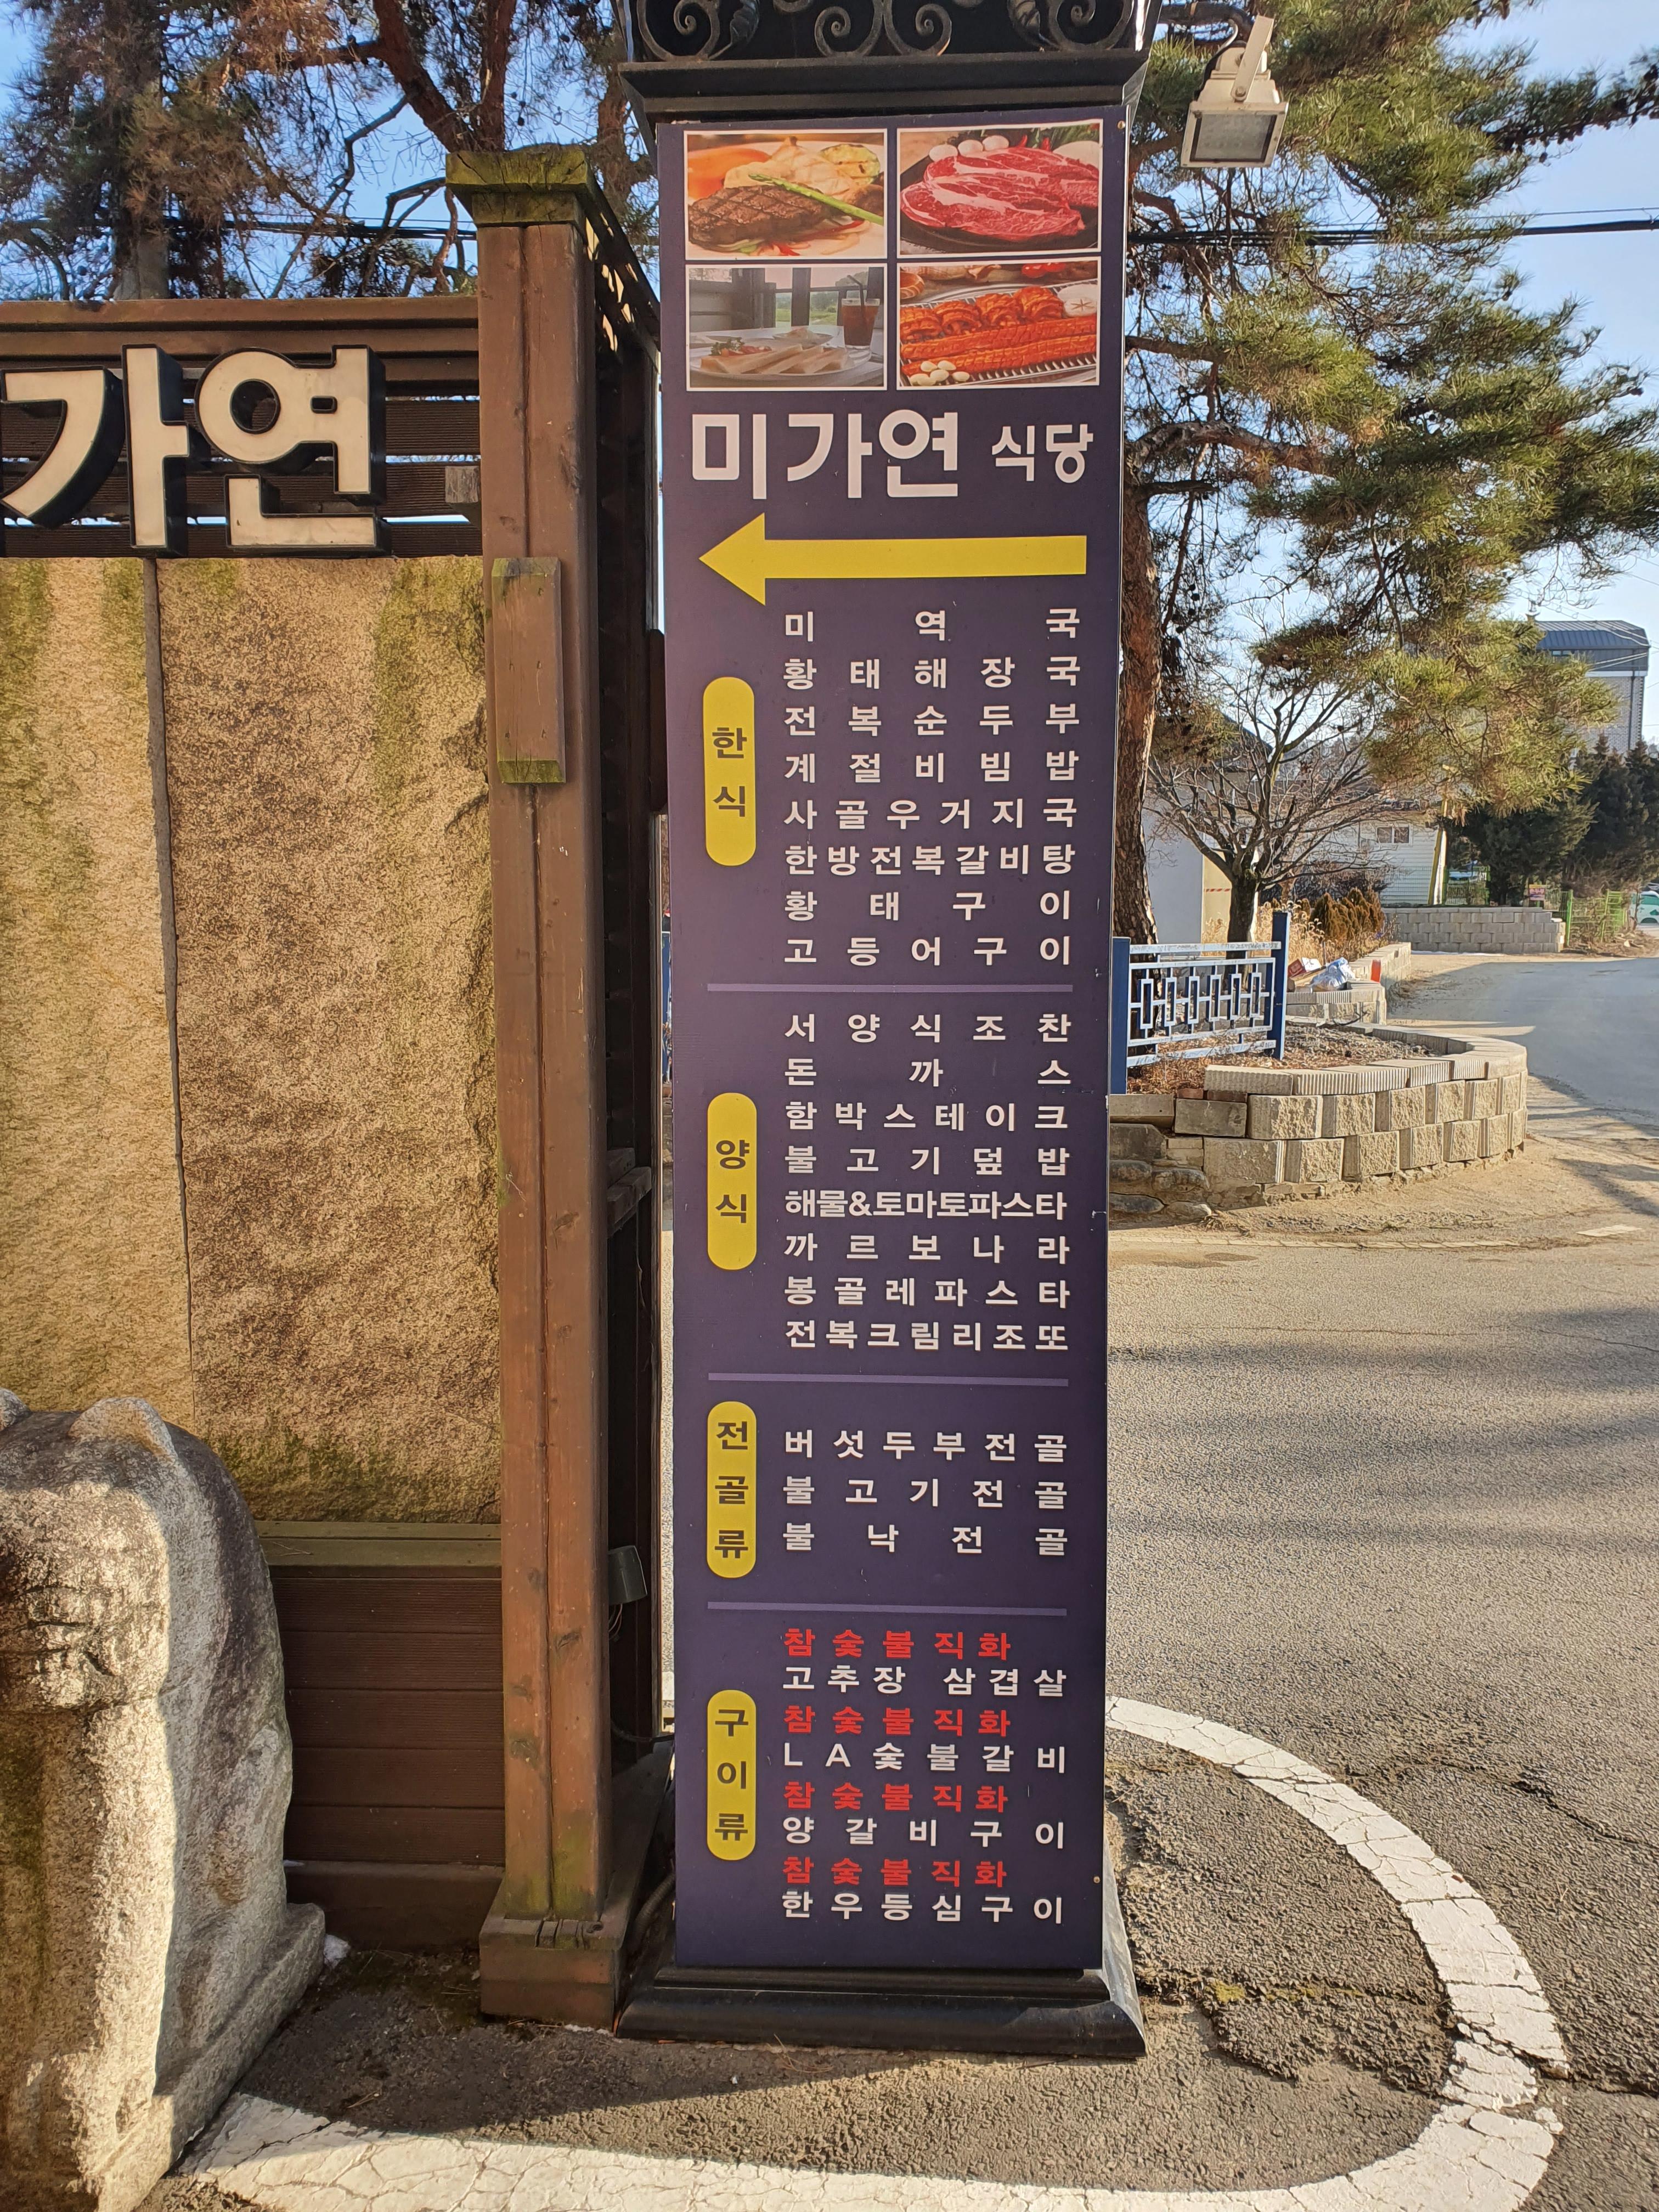 가연
미가연 식당
한식
미역국
황태해장국
전복순두부
계절비빔밥
사골우거지국
한방전복갈비탕
황태구이
고등어구이
양식
서양식조찬
돈까스
함박스테이크
불고기덮밥
해물&토마토파스타
까르보나라
봉골레파스타
전복크림리조또
전골류
버섯두부전골
불고기전골
불낙전골
구이류
참숯불직화
고추장 삼겹살
참숯불직화
LA숯불갈비
참숯불직화
양갈비구이
참숯불직화
한우등심구이